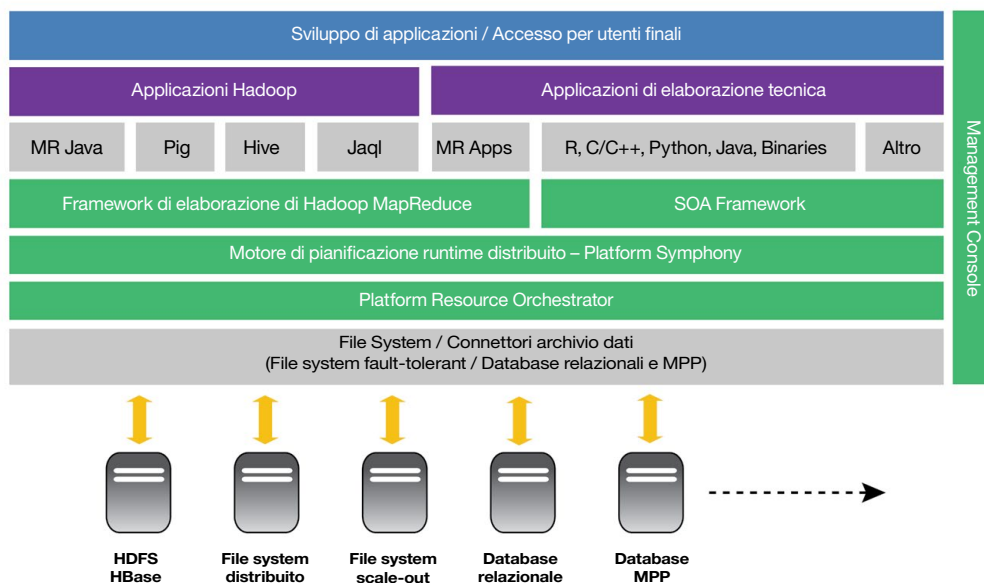 Sviluppo di applicazioni / Accesso per utenti finali
Applicazioni Hadoop
Applicazioni di elaborazione tecnica
MR Java
Pig
Hive
Jaql
MR Apps
R, C/C++, Python, Java, Binaries
Altro
Framework di elaborazione di Hadoop MapReduce
SOA Framework
Motore di pianificazione runtime distribuito – Platform Symphony
Platform Resource Orchestrator
File System / Connettori archivio dati
(File system fault-tolerant / Database relazionali e MPP)
Management Console
HDFS
HBase
File system
distribuito
File system
scale-out
Database
relazionale
Database
MPP